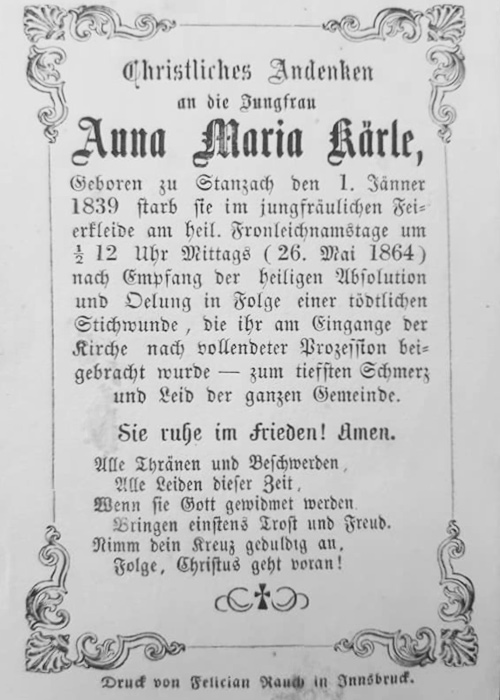 Christliches Andenken
an die Jungfrau
Anna Maria Kärle,
Geboren zu Stanzach den 1. Jänner
1839 starb sie im jungfräulichen Fei-
erkleide am heil. Fronleichnamstage um
½ 12 Uhr Mittags (26. Mai 1864)
nach Empfang der heiligen Absolution
und Oelung in Folge einer tödtlichen
Stichwunde, die ihr am Eingange der
Kirche nach vollendeter Prozession bei-
gebracht wurde — zum tiefsten Schmerz
und Leid der ganzen Gemeinde.
Sie ruhe im Frieden! Amen.
Alle Thränen und Beschwerden,
Alle Leiden dieser Zeit,
Wenn sie Gott gewidmet werden
Bringen einstens Trost und Freud.
Nimm dein Kreuz geduldig an,
Folge, Christus geht voran!
Druck von Felician Rauch in Innsbruck.